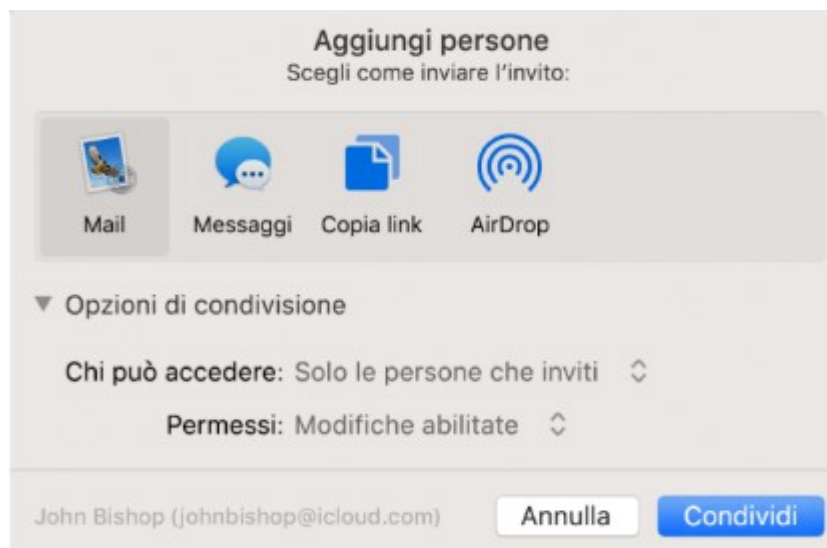 Aggiungi persone
Scegli come inviare l'invito:
Mail Messaggi Copia link AirDrop
Opzioni di condivisione
Chi può accedere: Solo le persone che inviti
Permessi: Modifiche abilitate
John Bishop (johnbishop@icloud.com) Annulla Condividi